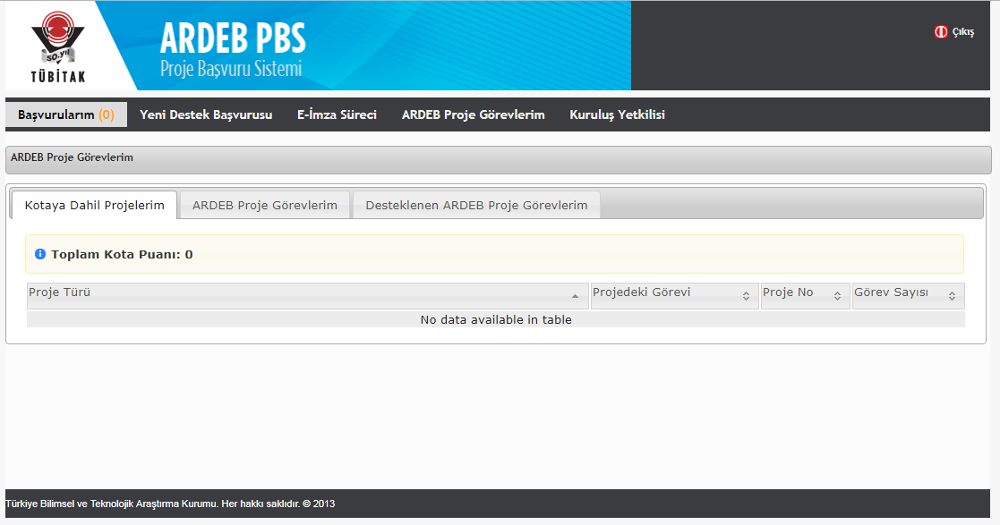 50.yıl
TÜBİTAK
ARDEB PBS
Proje Başvuru Sistemi
Çıkış
Başvurularım (0) Yeni Destek Başvurusu E-İmza Süreci ARDEB Proje Görevlerim Kuruluş Yetkilisi
ARDEB Proje Görevlerim
Kotaya Dahil Projelerim ARDEB Proje Görevlerim Desteklenen ARDEB Proje Görevlerim
Toplam Kota Puanı: 0
Proje Türü Projedeki Görevi Proje No Görev Sayısı
No data available in table
Türkiye Bilimsel ve Teknolojik Araştırma Kurumu. Her hakkı saklıdır. © 2013